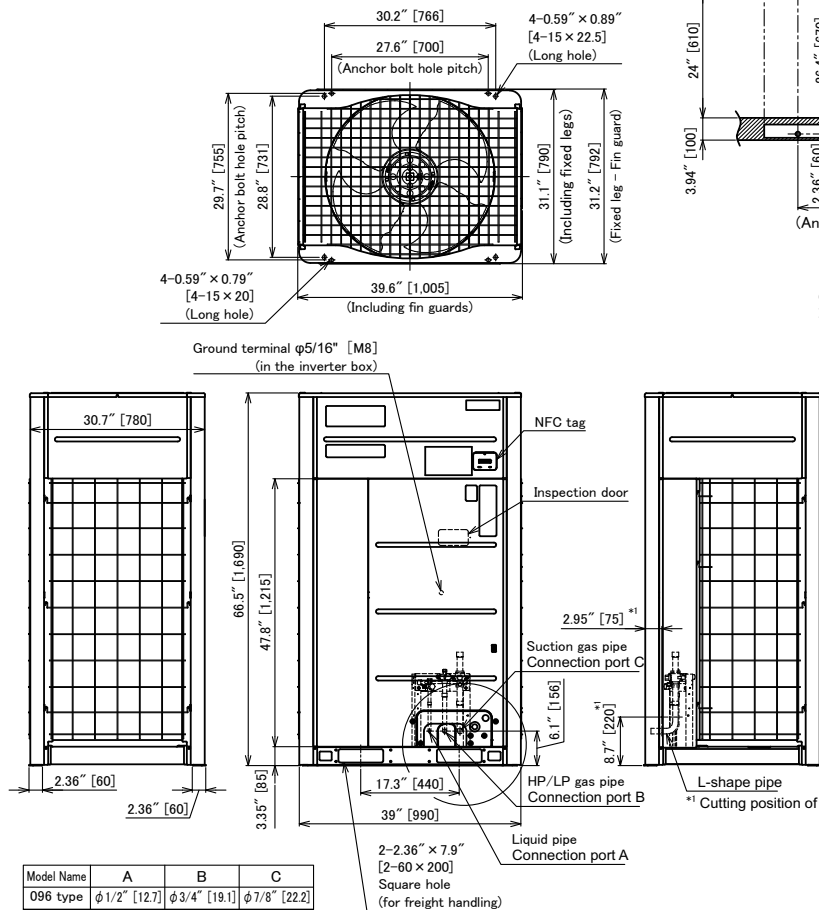 30.2″ [766]
4-0.59″ × 0.89″
[4-15 × 22.5]
(Long hole)
27.6″ [700]
(Anchor bolt hole pitch)
29.7″ [755]
(Anchor bolt hole pitch)
28.8″ [731]
31.1″ [790]
(Including fixed legs)
31.2″ [792]
(Fixed leg – Fin guard)
24″ [610]
3.94″ [100]
2.36″ [60]
(An
4-0.59″ × 0.79″
[4-15 × 20]
(Long hole)
39.6″ [1,005]
(Including fin guards)
Ground terminal φ5/16" [M8]
(in the inverter box)
30.7″ [780]
NFC tag
Inspection door
66.5″ [1,690]
47.8″ [1,215]
2.95″ [75] *1
Suction gas pipe
Connection port C
6.1″ [156]
8.7″ [220] *1
2.36″ [60]
2.36″ [60]
3.35″ [85]
17.3″ [440]
HP/LP gas pipe
Connection port B
L-shape pipe
*1 Cutting position of
39″ [990]
Liquid pipe
Connection port A
2-2.36″ × 7.9″
[2-60 × 200]
Square hole
(for freight handling)
Model Name A B C
096 type φ1/2″ [12.7] φ3/4″ [19.1] φ7/8″ [22.2]